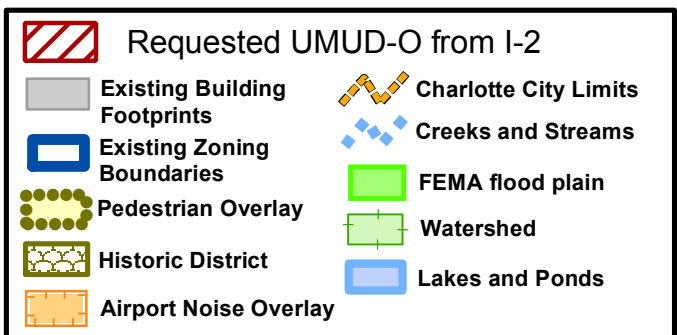 Requested UMUD-O from I-2
Existing Building
Footprints
Existing Zoning
Boundaries
Pedestrian Overlay
Historic District
Airport Noise Overlay
Charlotte City Limits
Creeks and Streams
FEMA flood plain
Watershed
Lakes and Ponds